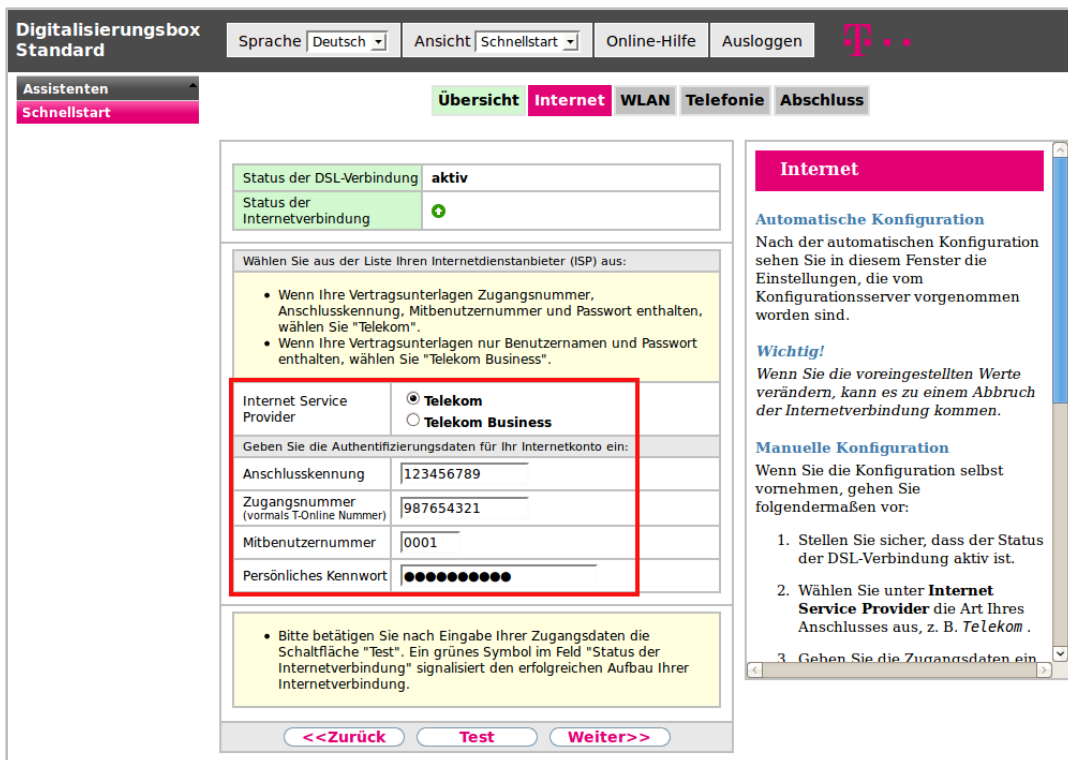 Digitalisierungsbox
Standard
Sprache Deutsch
Ansicht Schnellstart
Online-Hilfe
Ausloggen
T
Assistenten
Schnellstart
Übersicht
Internet
WLAN
Telefonie
Abschluss
Status der DSL-Verbindung aktiv
Status der
Internetverbindung
Wählen Sie aus der Liste Ihren Internetdienstanbieter (ISP) aus:
• Wenn Ihre Vertragsunterlagen Zugangsnummer,
Anschlusskennung, Mitbenutzernummer und Passwort enthalten,
wählen Sie "Telekom".
• Wenn Ihre Vertragsunterlagen nur Benutzernamen und Passwort
enthalten, wählen Sie "Telekom Business".
Internet Service
Provider
Telekom
Telekom Business
Geben Sie die Authentifizierungsdaten für Ihr Internetkonto ein:
Anschlusskennung 123456789
Zugangsnummer
(vormals T-Online Nummer)
987654321
Mitbenutzernummer 0001
Persönliches Kennwort ●●●●●●●●●●
• Bitte betätigen Sie nach Eingabe Ihrer Zugangsdaten die
Schaltfläche "Test". Ein grünes Symbol im Feld "Status der
Internetverbindung" signalisiert den erfolgreichen Aufbau Ihrer
Internetverbindung.
<<Zurück
Test
Weiter>>
Internet
Automatische Konfiguration
Nach der automatischen Konfiguration
sehen Sie in diesem Fenster die
Einstellungen, die vom
Konfigurationsserver vorgenommen
worden sind.
Wichtig!
Wenn Sie die voreingestellten Werte
verändern, kann es zu einem Abbruch
der Internetverbindung kommen.
Manuelle Konfiguration
Wenn Sie die Konfiguration selbst
vornehmen, gehen Sie
folgendermaßen vor:
1. Stellen Sie sicher, dass der Status
der DSL-Verbindung aktiv ist.
2. Wählen Sie unter Internet
Service Provider die Art Ihres
Anschlusses aus, z. B. Telekom .
3. Geben Sie die Zugangsdaten ein